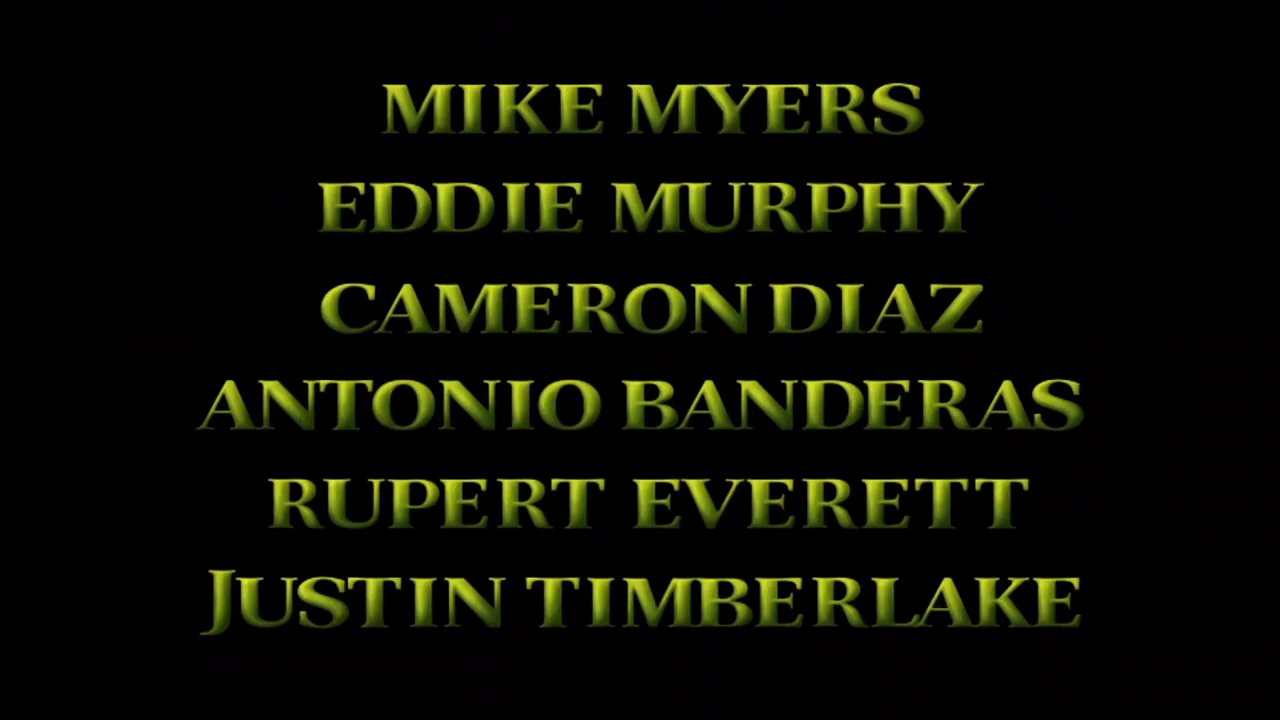 MIKE MYERS
EDDIE MURPHY
CAMERON DIAZ
ANTONIO BANDERAS
RUPERT EVERETT
JUSTIN TIMBERLAKE